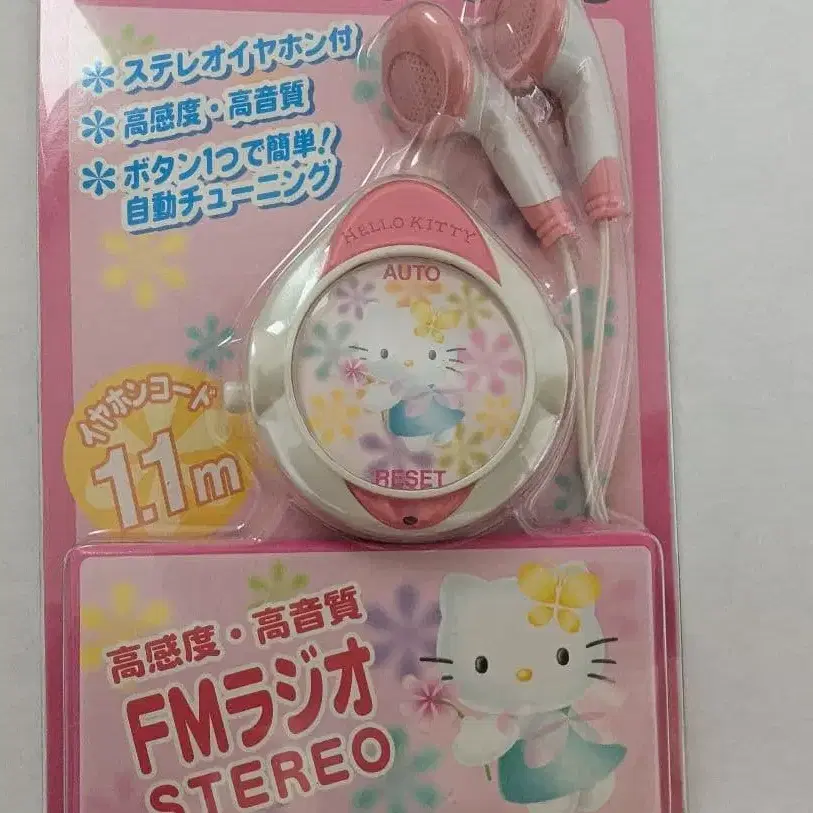 ステレオイヤホン付
高感度・高音質
ボタン1つで簡単!
自動チューニング
HELLO KITTY
AUTO
RESET
イヤホンコード
1.1m
高感度・高音質
FMラジオ
STEREO